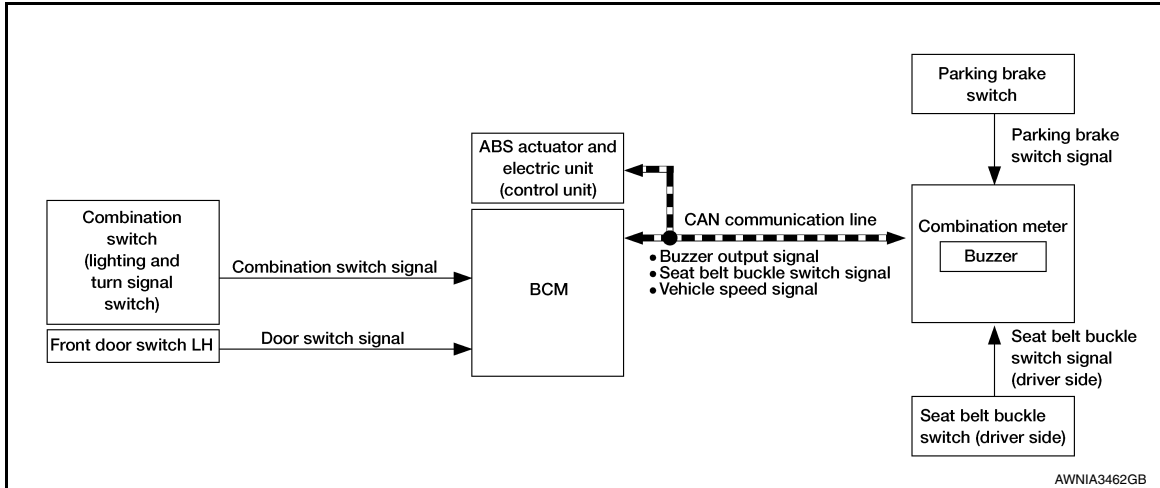 Parking brake
switch
Parking brake
switch signal
ABS actuator and
electric unit
(control unit)
Combination
switch
(lighting and
turn signal
switch)
Combination switch signal
Front door switch LH
Door switch signal
BCM
CAN communication line
• Buzzer output signal
• Seat belt buckle switch signal
• Vehicle speed signal
Combination meter
Buzzer
Seat belt buckle
switch signal
(driver side)
Seat belt buckle
switch (driver side)
AWNIA3462GB